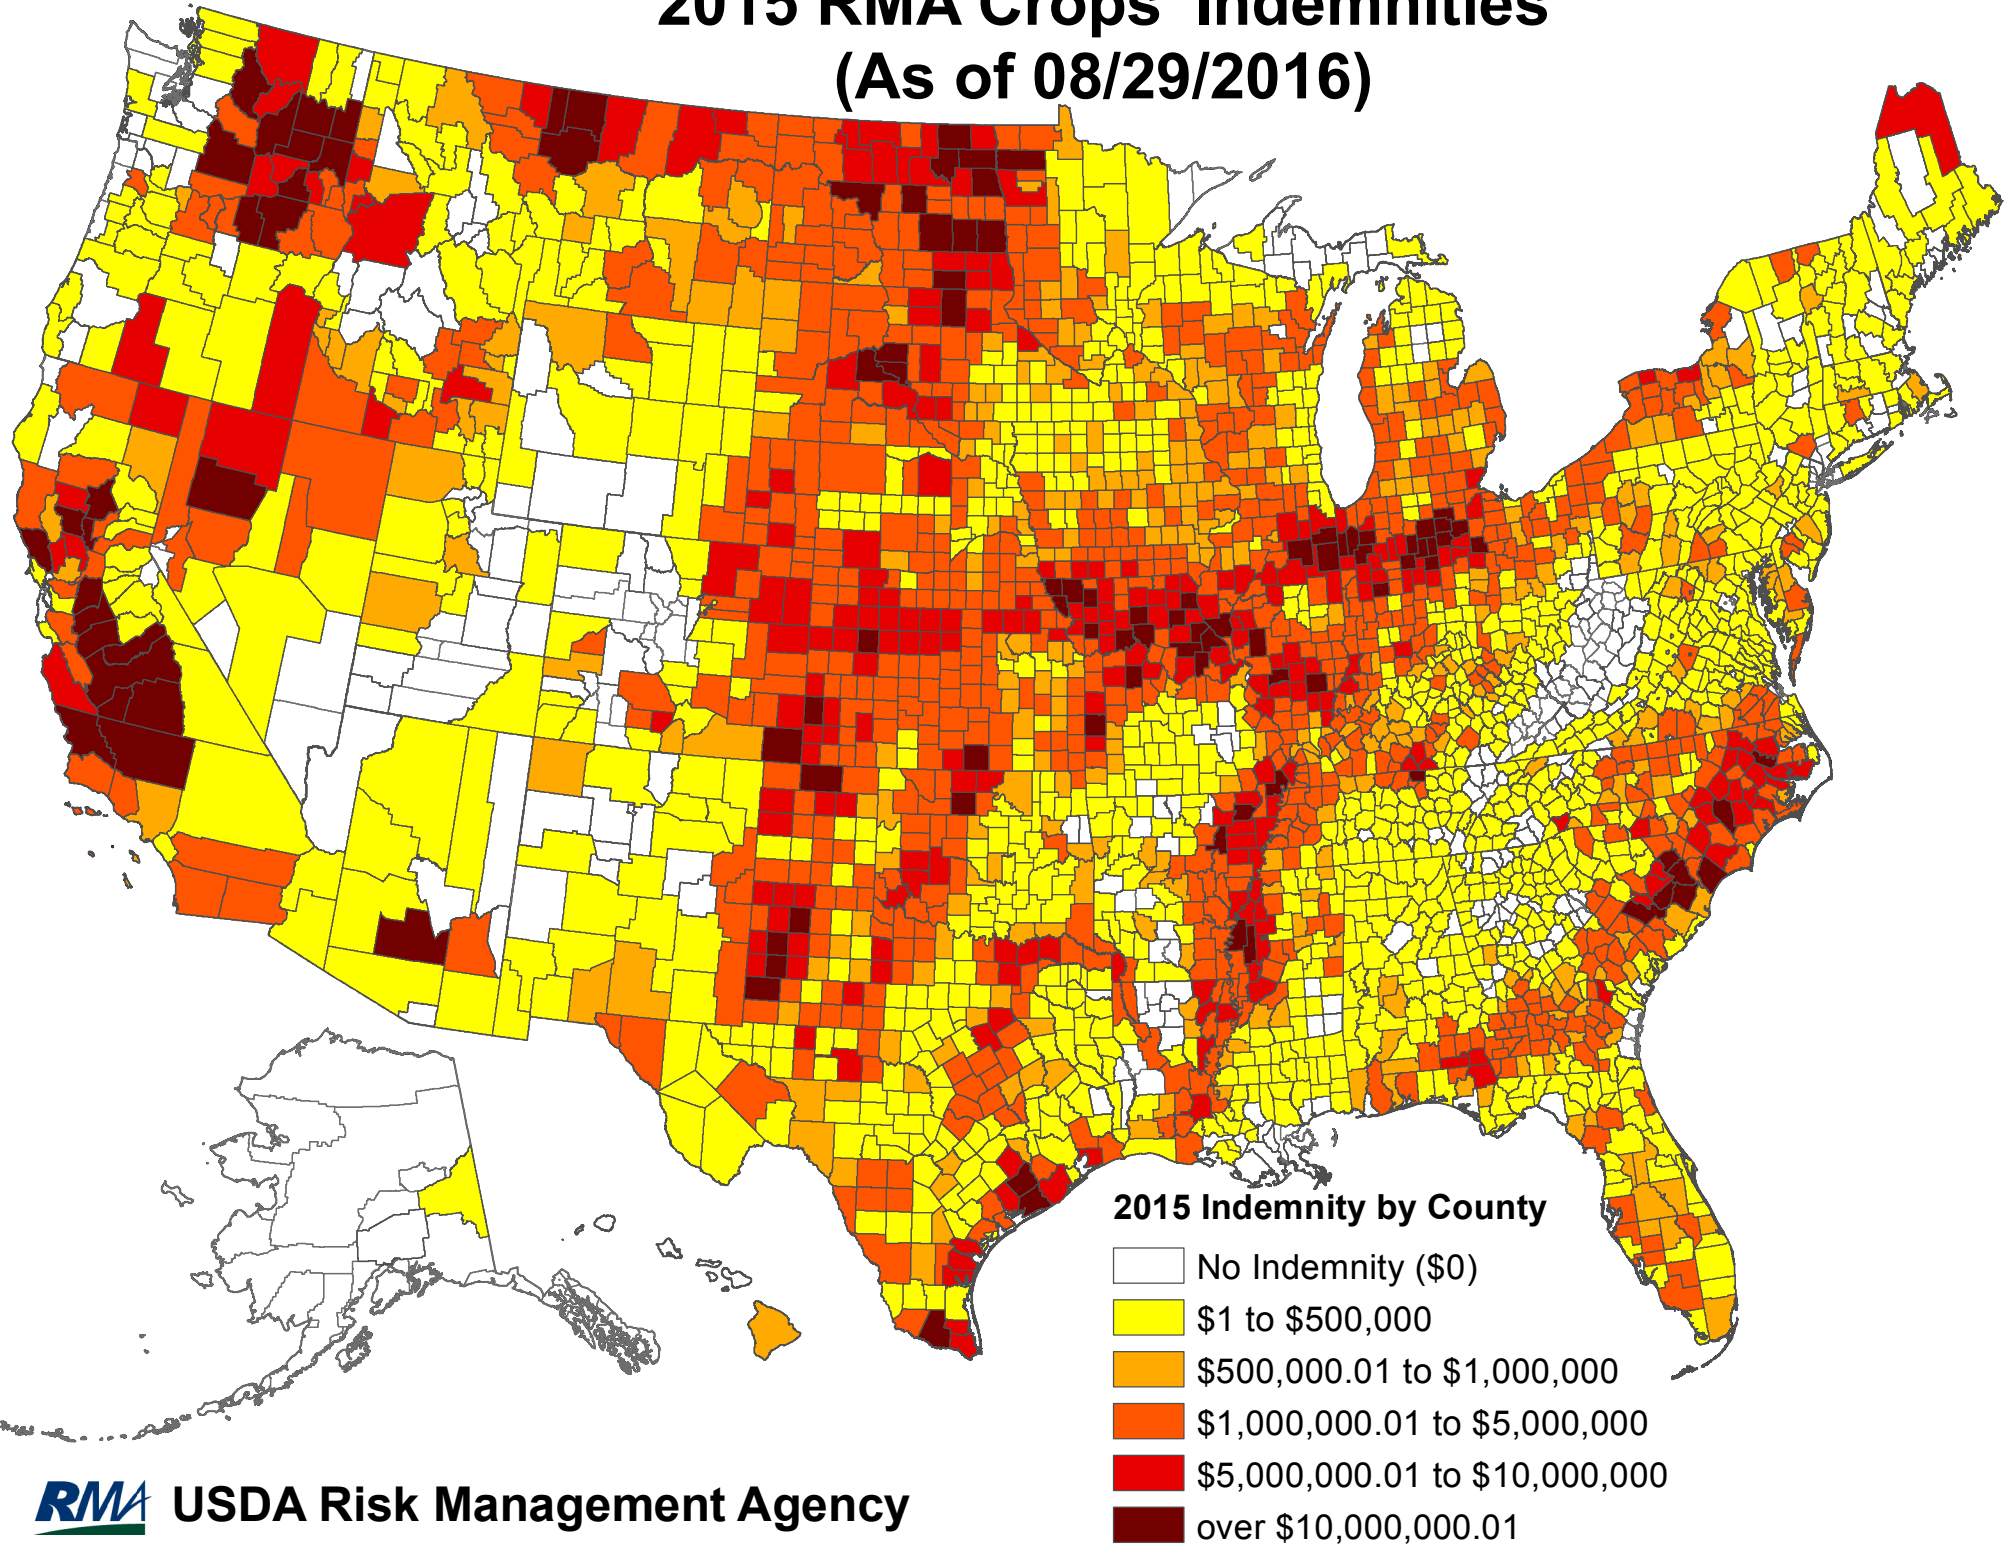 2015 RMA Crops' Indemnities
(As of 08/29/2016)
2015 Indemnity by County
No Indemnity ($0)
$1 to $500,000
$500,000.01 to $1,000,000
$1,000,000.01 to $5,000,000
$5,000,000.01 to $10,000,000
over $10,000,000.01
RMA USDA Risk Management Agency